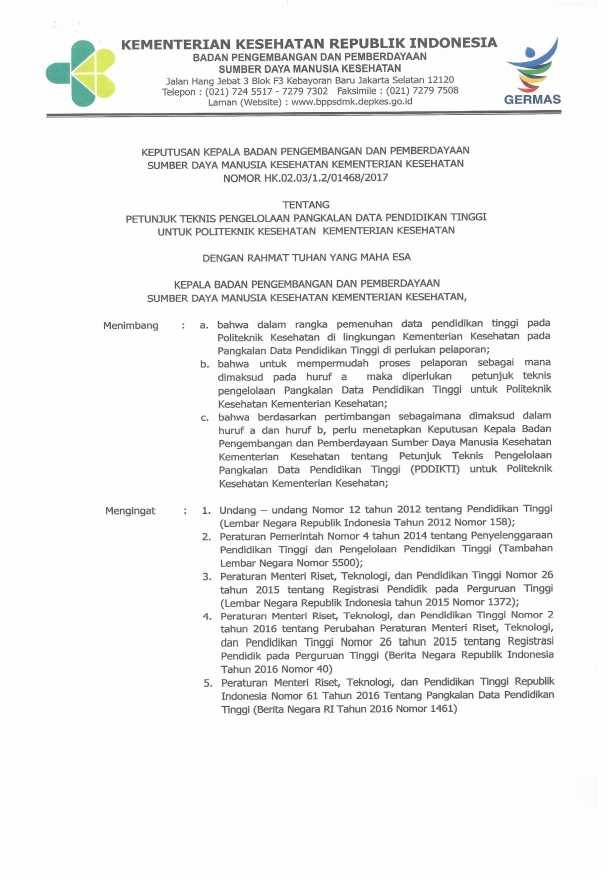 KEMENTERIAN KESEHATAN REPUBLIK INDONESIA
BADAN PENGEMBANGAN DAN PEMBERDAYAAN
SUMBER DAYA MANUSIA KESEHATAN
Jalan Hang Jebat 3 Blok F3 Kebayoran Baru Jakarta Selatan 12120
Telepon : (021) 724 5517 - 7279 7302 Faksimile : (021) 7279 7508
Laman (Website) : www.bppsdmk.depkes.go.id
GERMAS
KEPUTUSAN KEPALA BADAN PENGEMBANGAN DAN PEMBERDAYAAN
SUMBER DAYA MANUSIA KESEHATAN KEMENTERIAN KESEHATAN
NOMOR HK.02.03/1.2/01468/2017
TENTANG
PETUNJUK TEKNIS PENGELOLAAN PANGKALAN DATA PENDIDIKAN TINGGI
UNTUK POLITEKNIK KESEHATAN KEMENTERIAN KESEHATAN
DENGAN RAHMAT TUHAN YANG MAHA ESA
KEPALA BADAN PENGEMBANGAN DAN PEMBERDAYAAN
SUMBER DAYA MANUSIA KESEHATAN KEMENTERIAN KESEHATAN,
Menimbang : a. bahwa dalam rangka pemenuhan data pendidikan tinggi pada
Politeknik Kesehatan di lingkungan Kementerian Kesehatan pada
Pangkalan Data Pendidikan Tinggi di perlukan pelaporan;
b. bahwa untuk mempermudah proses pelaporan sebagai mana
dimaksud pada huruf a maka diperlukan petunjuk teknis
pengelolaan Pangkalan Data Pendidikan Tinggi untuk Politeknik
Kesehatan Kementerian Kesehatan;
c. bahwa berdasarkan pertimbangan sebagaimana dimaksud dalam
huruf a dan huruf b, perlu menetapkan Keputusan Kepala Badan
Pengembangan dan Pemberdayaan Sumber Daya Manusia Kesehatan
Kementerian Kesehatan tentang Petunjuk Teknis Pengelolaan
Pangkalan Data Pendidikan Tinggi (PDDIKTI) untuk Politeknik
Kesehatan Kementerian Kesehatan;
Mengingat : 1. Undang – undang Nomor 12 tahun 2012 tentang Pendidikan Tinggi
(Lembar Negara Republik Indonesia Tahun 2012 Nomor 158);
2. Peraturan Pemerintah Nomor 4 tahun 2014 tentang Penyelenggaraan
Pendidikan Tinggi dan Pengelolaan Pendidikan Tinggi (Tambahan
Lembar Negara Nomor 5500);
3. Peraturan Menteri Riset, Teknologi, dan Pendidikan Tinggi Nomor 26
tahun 2015 tentang Registrasi Pendidik pada Perguruan Tinggi
(Lembar Negara Republik Indonesia tahun 2015 Nomor 1372);
4. Peraturan Menteri Riset, Teknologi, dan Pendidikan Tinggi Nomor 2
tahun 2016 tentang Perubahan Peraturan Menteri Riset, Teknologi,
dan Pendidikan Tinggi Nomor 26 tahun 2015 tentang Registrasi
Pendidik pada Perguruan Tinggi (Berita Negara Republik Indonesia
Tahun 2016 Nomor 40)
5. Peraturan Menteri Riset, Teknologi, dan Pendidikan Tinggi Republik
Indonesia Nomor 61 Tahun 2016 Tentang Pangkalan Data Pendidikan
Tinggi (Berita Negara RI Tahun 2016 Nomor 1461)